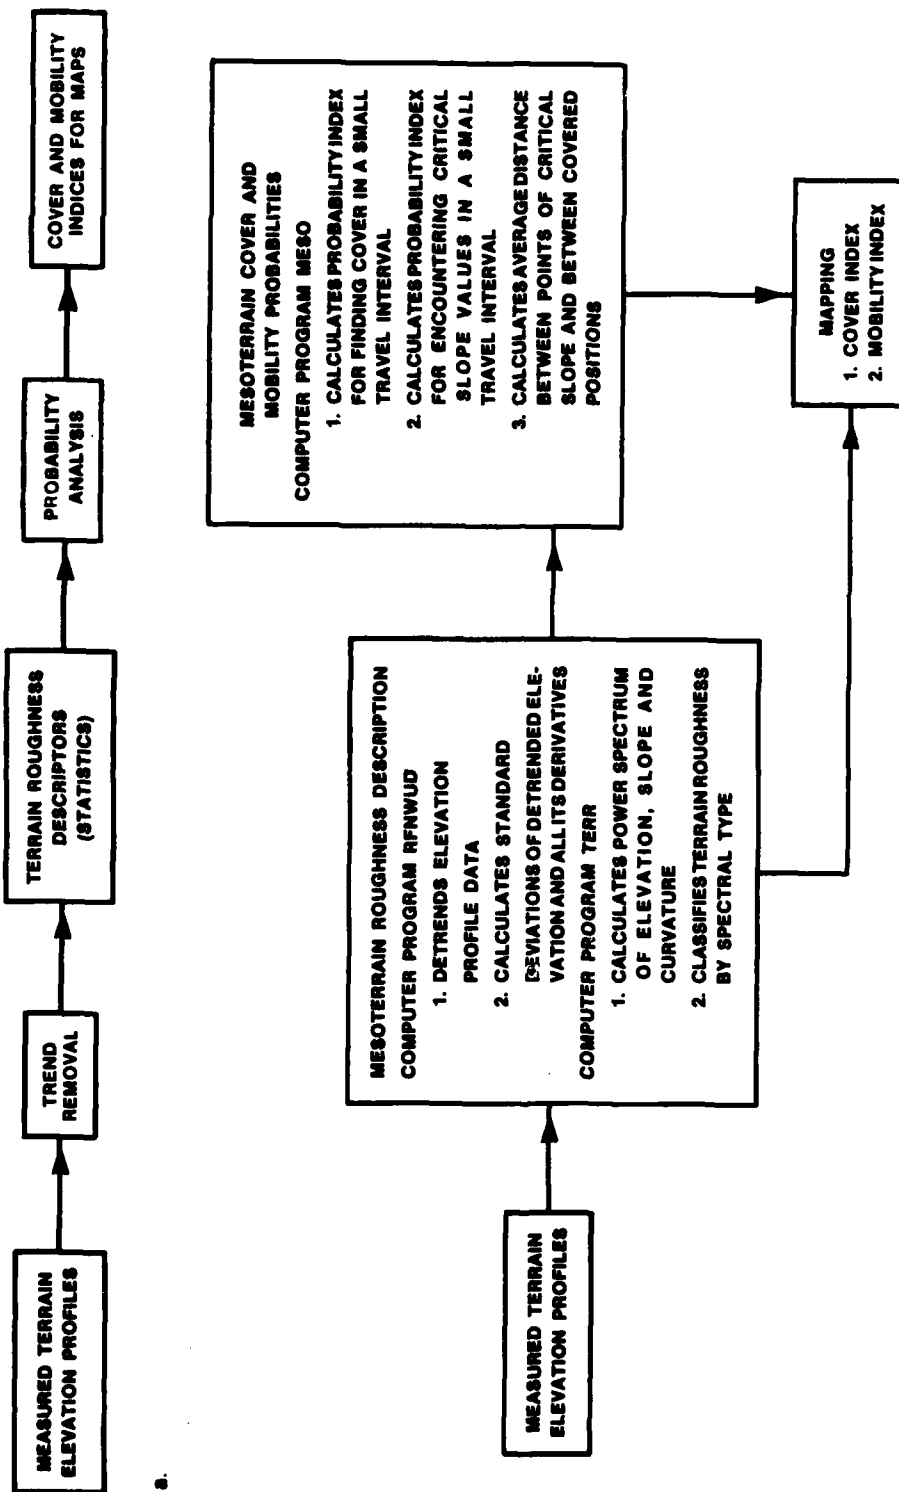 MEASURED TERRAIN
ELEVATION PROFILES
TREND
REMOVAL
TERRAIN ROUGHNESS
DESCRIPTORS
(STATISTICS)
PROBABILITY
ANALYSIS
COVER AND MOBILITY
INDICES FOR MAPS
a.
MEASURED TERRAIN
ELEVATION PROFILES
MESOTERRAIN ROUGHNESS DESCRIPTION
COMPUTER PROGRAM RFNWUD
1. DETRENDS ELEVATION
PROFILE DATA
2. CALCULATES STANDARD
DEVIATIONS OF DETRENDED ELE-
VATION AND ALL ITS DERIVATIVES
COMPUTER PROGRAM TERR
1. CALCULATES POWER SPECTRUM
OF ELEVATION, SLOPE AND
CURVATURE
2. CLASSIFIES TERRAIN ROUGHNESS
BY SPECTRAL TYPE
MESOTERRAIN COVER AND
MOBILITY PROBABILITIES
COMPUTER PROGRAM MESO
1. CALCULATES PROBABILITY INDEX
FOR FINDING COVER IN A SMALL
TRAVEL INTERVAL
2. CALCULATES PROBABILITY INDEX
FOR ENCOUNTERING CRITICAL
SLOPE VALUES IN A SMALL
TRAVEL INTERVAL
3. CALCULATES AVERAGE DISTANCE
BETWEEN POINTS OF CRITICAL
SLOPE AND BETWEEN COVERED
POSITIONS
MAPPING
1. COVER INDEX
2. MOBILITY INDEX